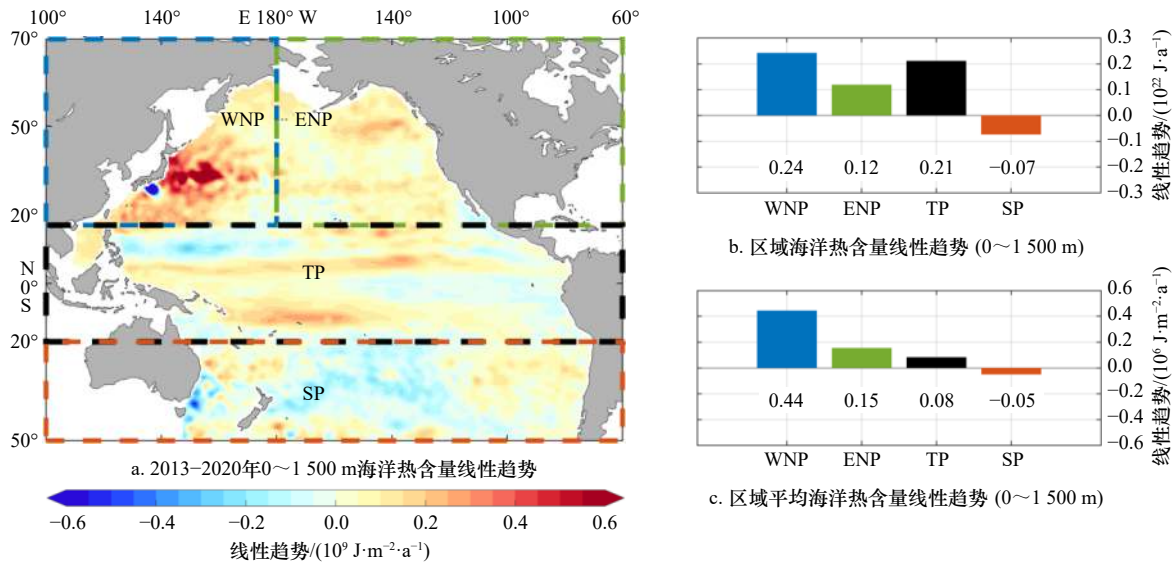 100° 140° E 180° W 140° 100° 60°
70°
50°
20°
N
0°
S
20°
50°
WNP ENP
TP
SP
a. 2013−2020年0～1 500 m海洋热含量线性趋势
−0.6 −0.4 −0.2 0.0 0.2 0.4 0.6
线性趋势/(10⁹ J·m⁻²·a⁻¹)
0.3
0.2
0.1
0.0
−0.1
−0.2
−0.3
线性趋势/(10²² J·a⁻¹)
0.24 0.12 0.21 −0.07
WNP ENP TP SP
b. 区域海洋热含量线性趋势 (0～1 500 m)
0.6
0.4
0.2
0.0
−0.2
−0.4
−0.6
线性趋势/(10⁶ J·m⁻²·a⁻¹)
0.44 0.15 0.08 −0.05
WNP ENP TP SP
c. 区域平均海洋热含量线性趋势 (0～1 500 m)